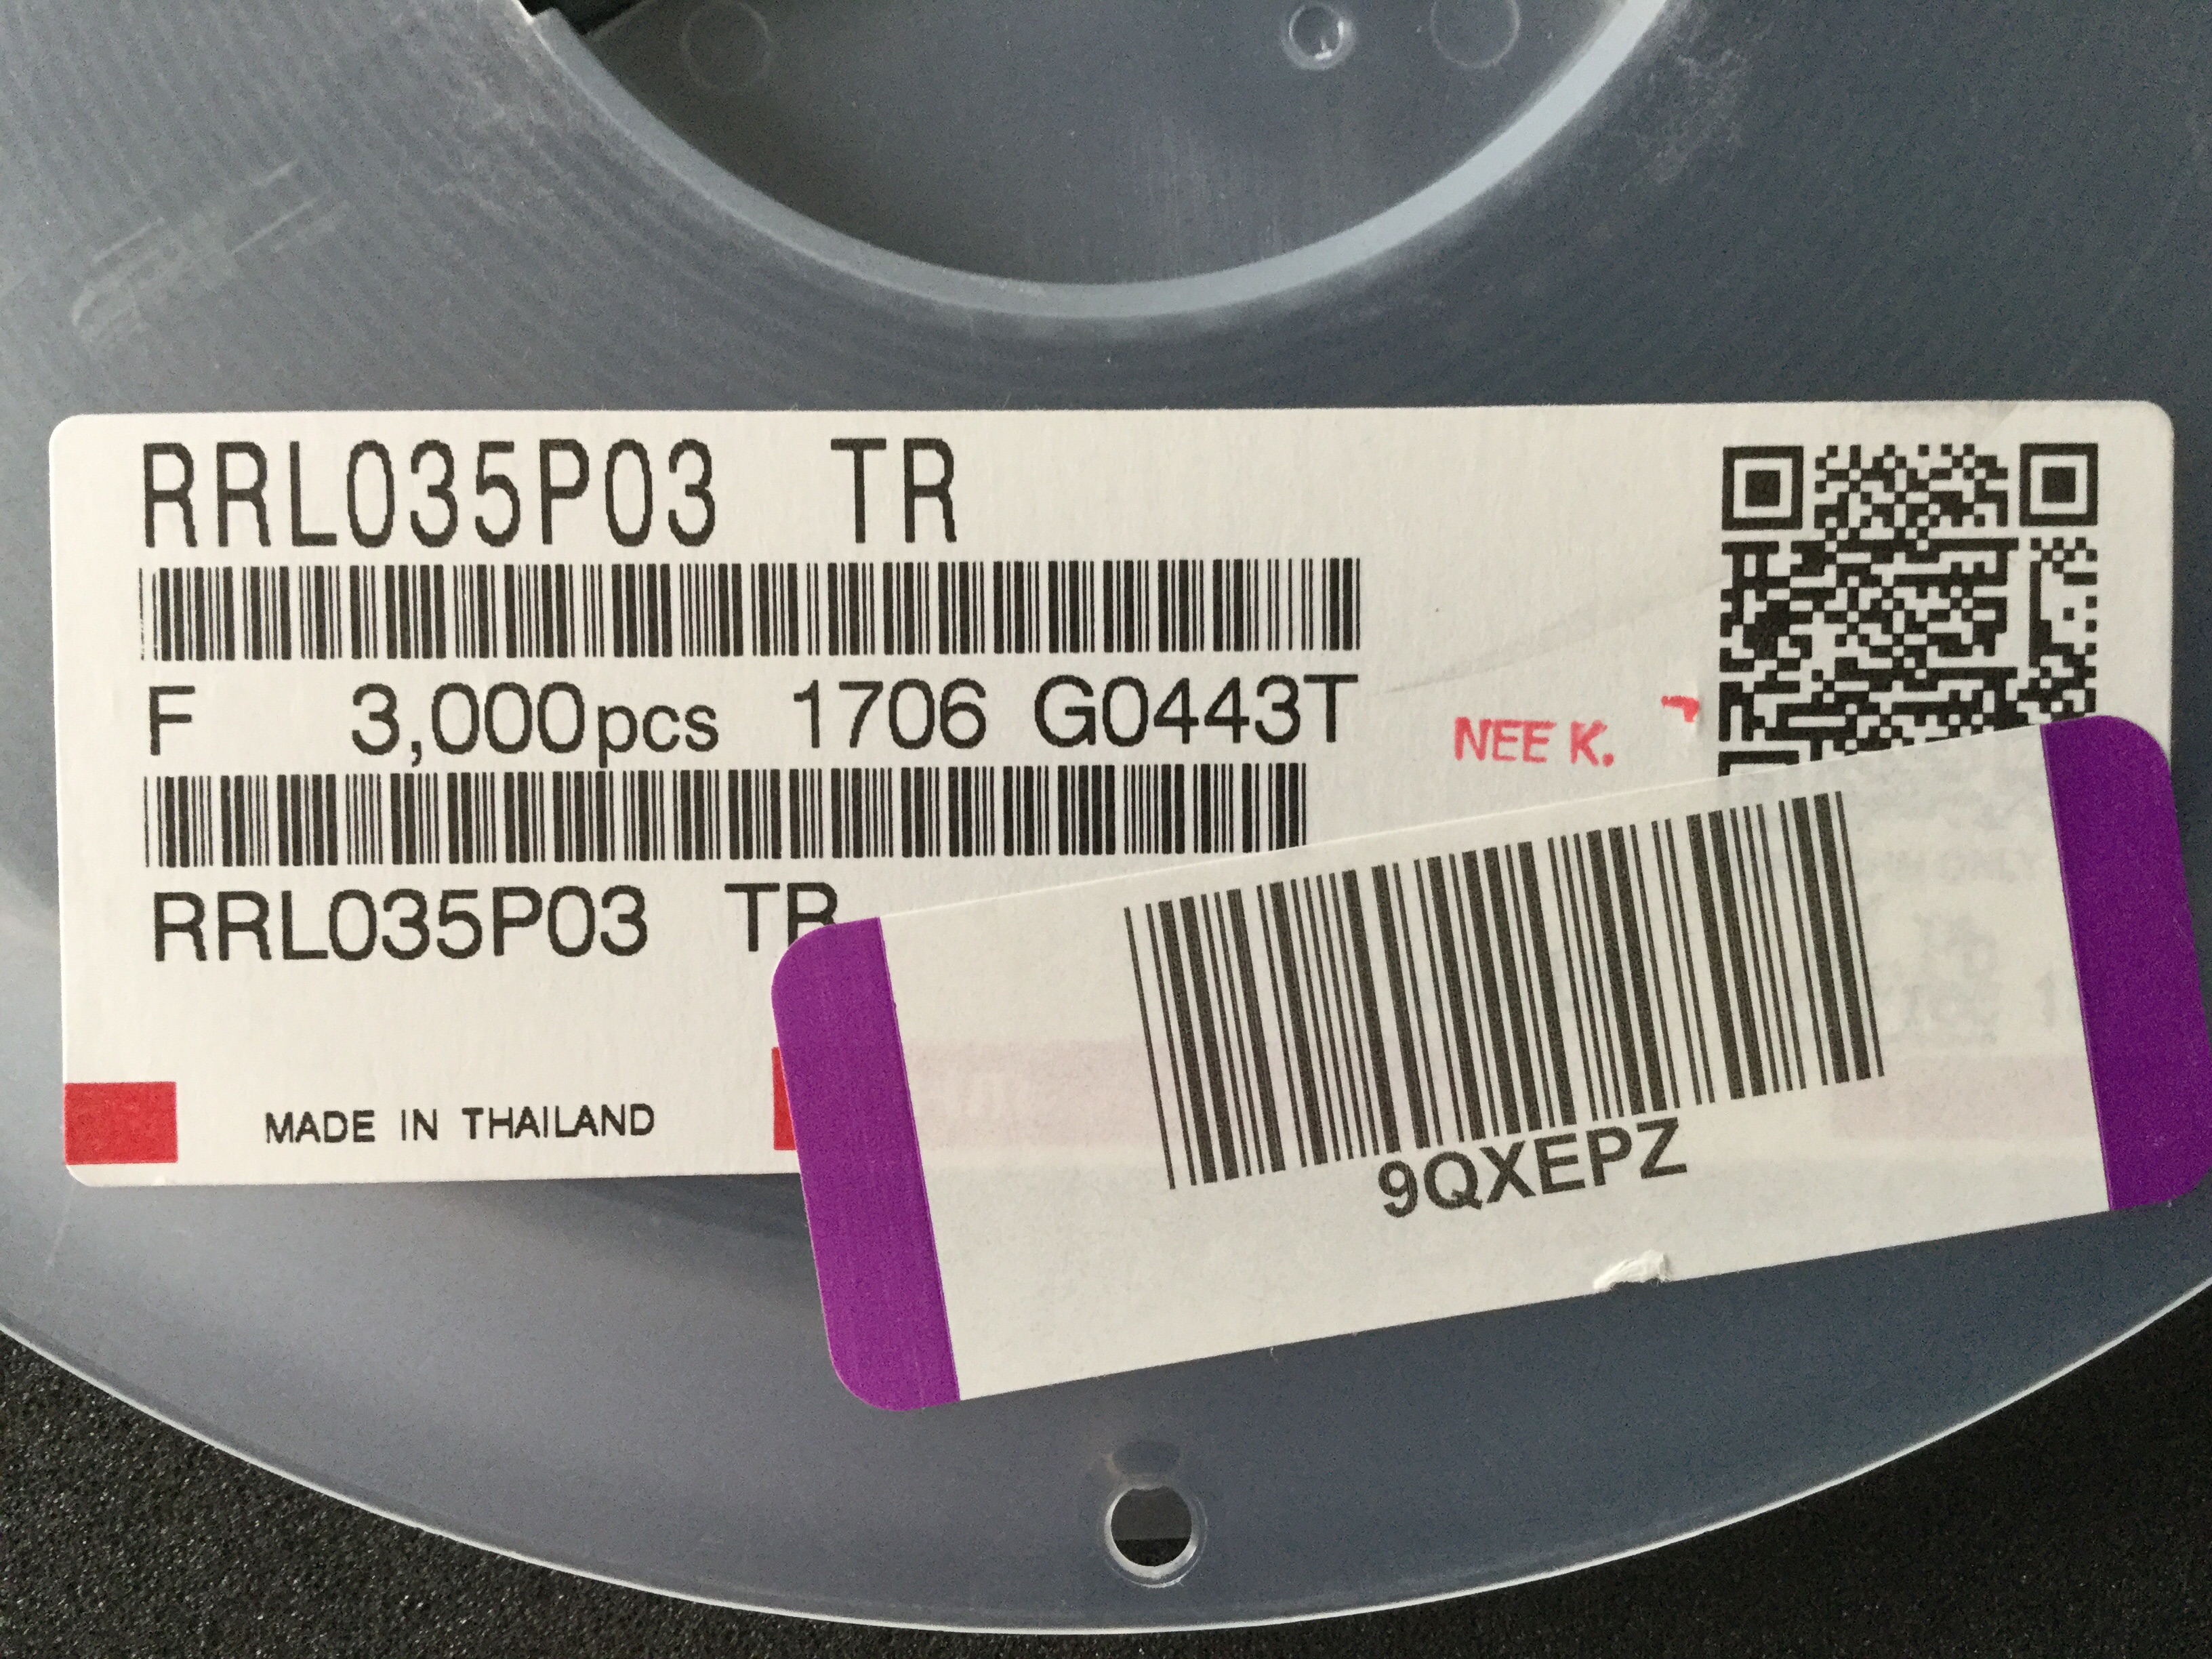 RRL035P03 TR
F 3,000pcs 1706 G0443T
NEE K.
RRL035P03 TR
MADE IN THAILAND
9QXEPZ